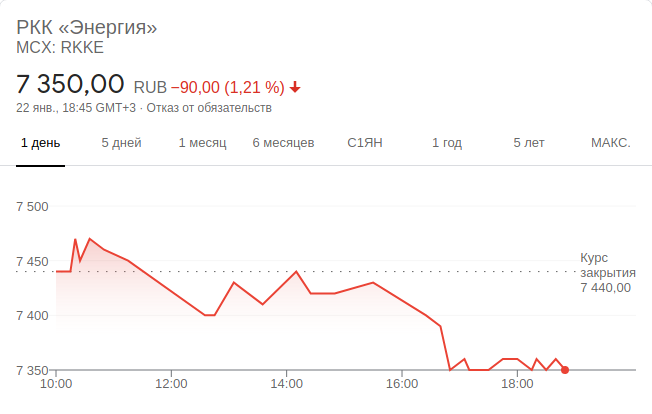 РКК «Энергия»
MCX: RKKE
7 350,00 RUB −90,00 (1,21 %)
22 янв., 18:45 GMT+3 · Отказ от обязательств
1 день 5 дней 1 месяц 6 месяцев С1ЯН 1 год 5 лет МАКС.
7 500
7 450
Курс
закрытия
7 440,00
7 400
7 350
10:00 12:00 14:00 16:00 18:00